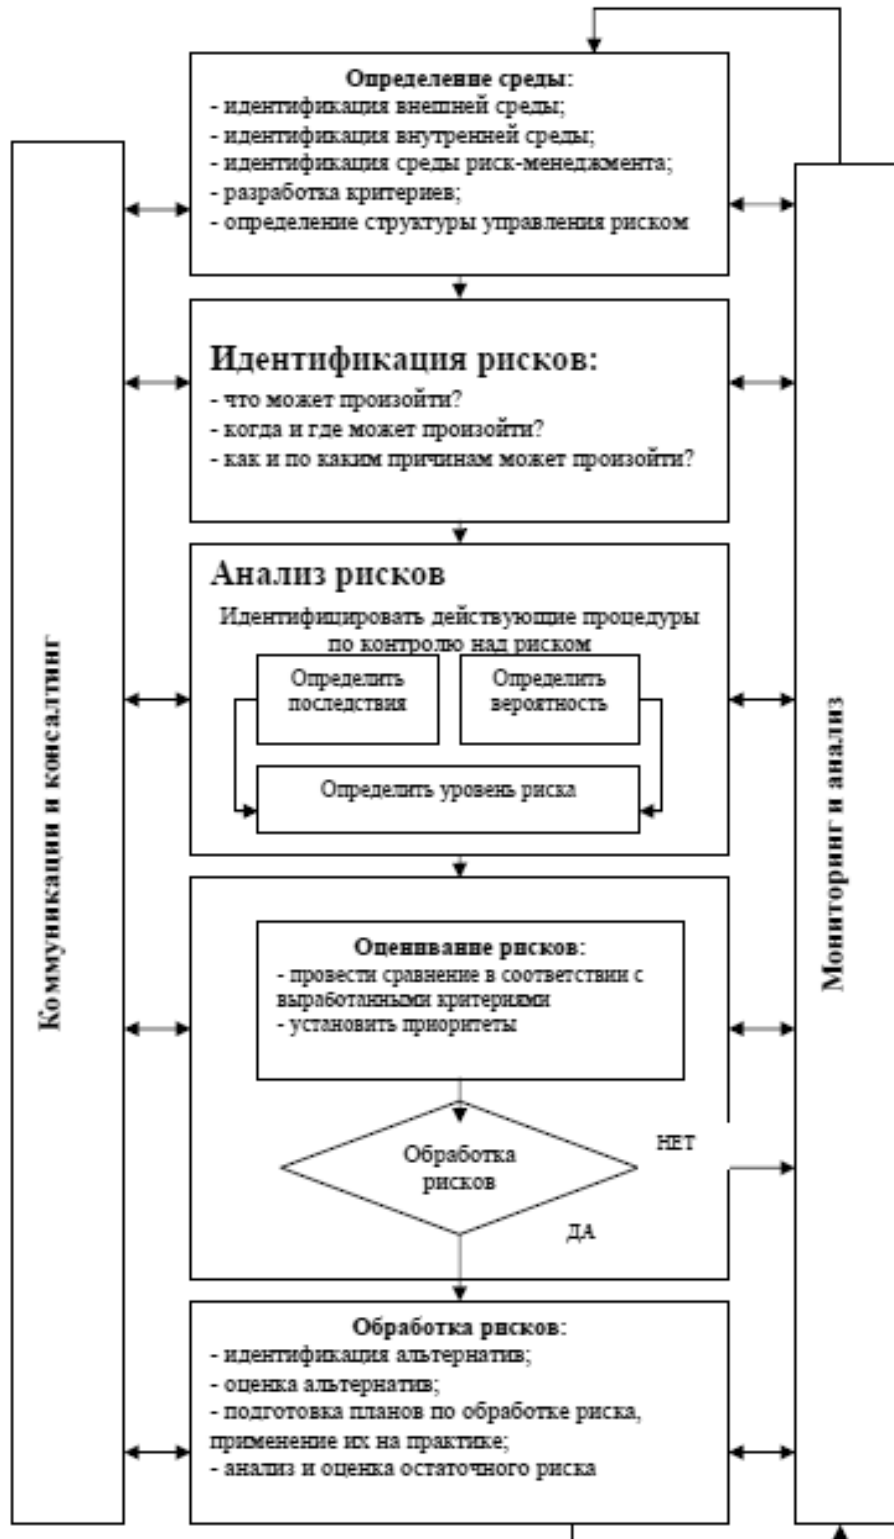 Определение среды:
- идентификация внешней среды;
- идентификация внутренней среды;
- идентификация среды риск-менеджмента;
- разработка критериев;
- определение структуры управления риском
Идентификация рисков:
- что может произойти?
- когда и где может произойти?
- как и по каким причинам может произойти?
Анализ рисков
Идентифицировать действующие процедуры
по контролю над риском
Определить
последствия
Определить
вероятность
Определить уровень риска
Коммуникации и консалтинг
Мониторинг и анализ
Оценивание рисков:
- провести сравнение в соответствии с
выработанными критериями
- установить приоритеты
Обработка
рисков
НЕТ
ДА
Обработка рисков:
- идентификация альтернатив;
- оценка альтернатив;
- подготовка планов по обработке риска,
применение их на практике;
- анализ и оценка остаточного риска